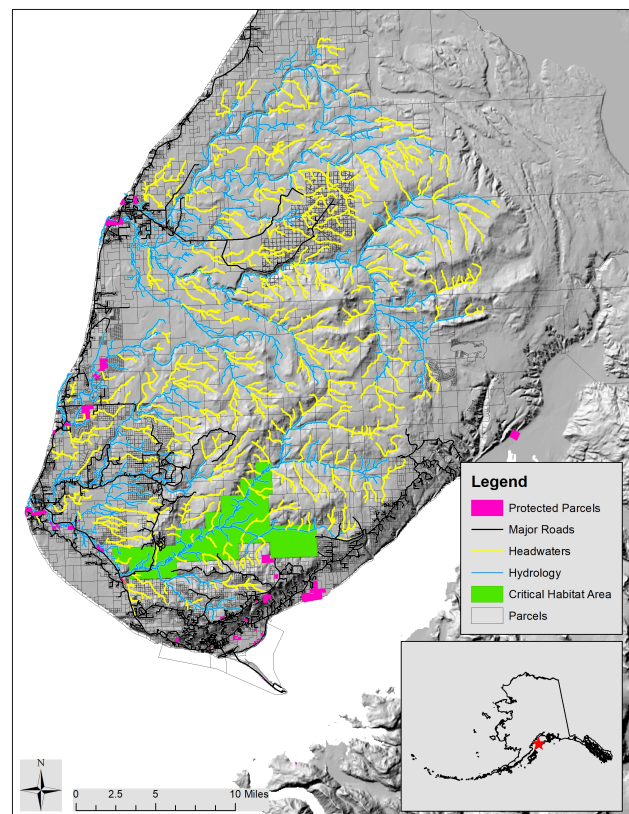 Legend
Protected Parcels
Major Roads
Headwaters
Hydrology
Critical Habitat Area
Parcels
N
0 2.5 5 10 Miles